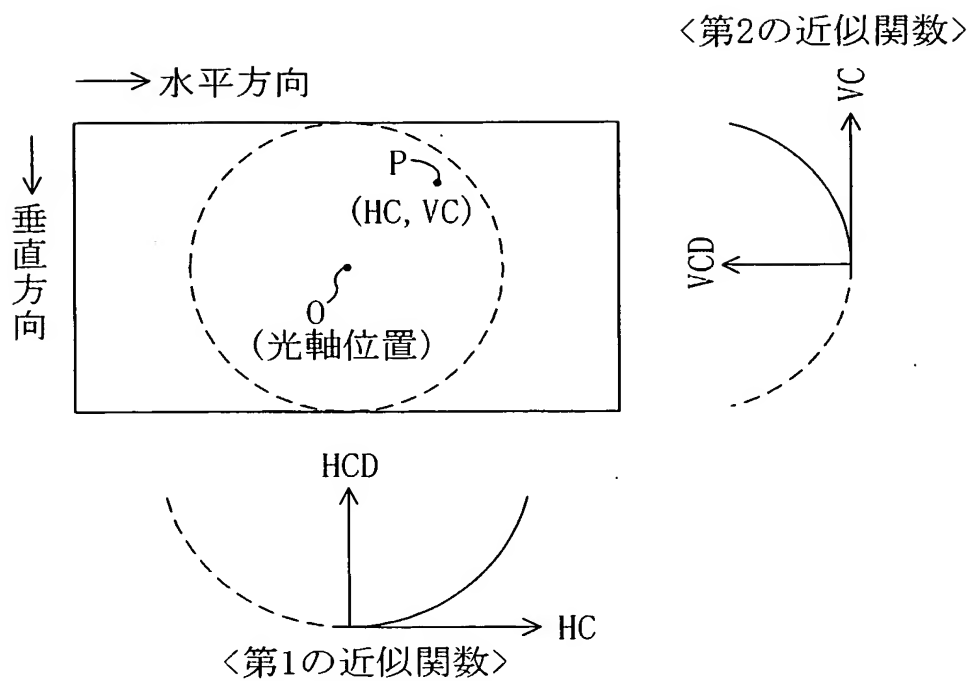 <第2の近似関数>
水平方向
VC
P
(HC, VC)
垂直方向
VCD
O
(光軸位置)
HCD
HC
<第1の近似関数>